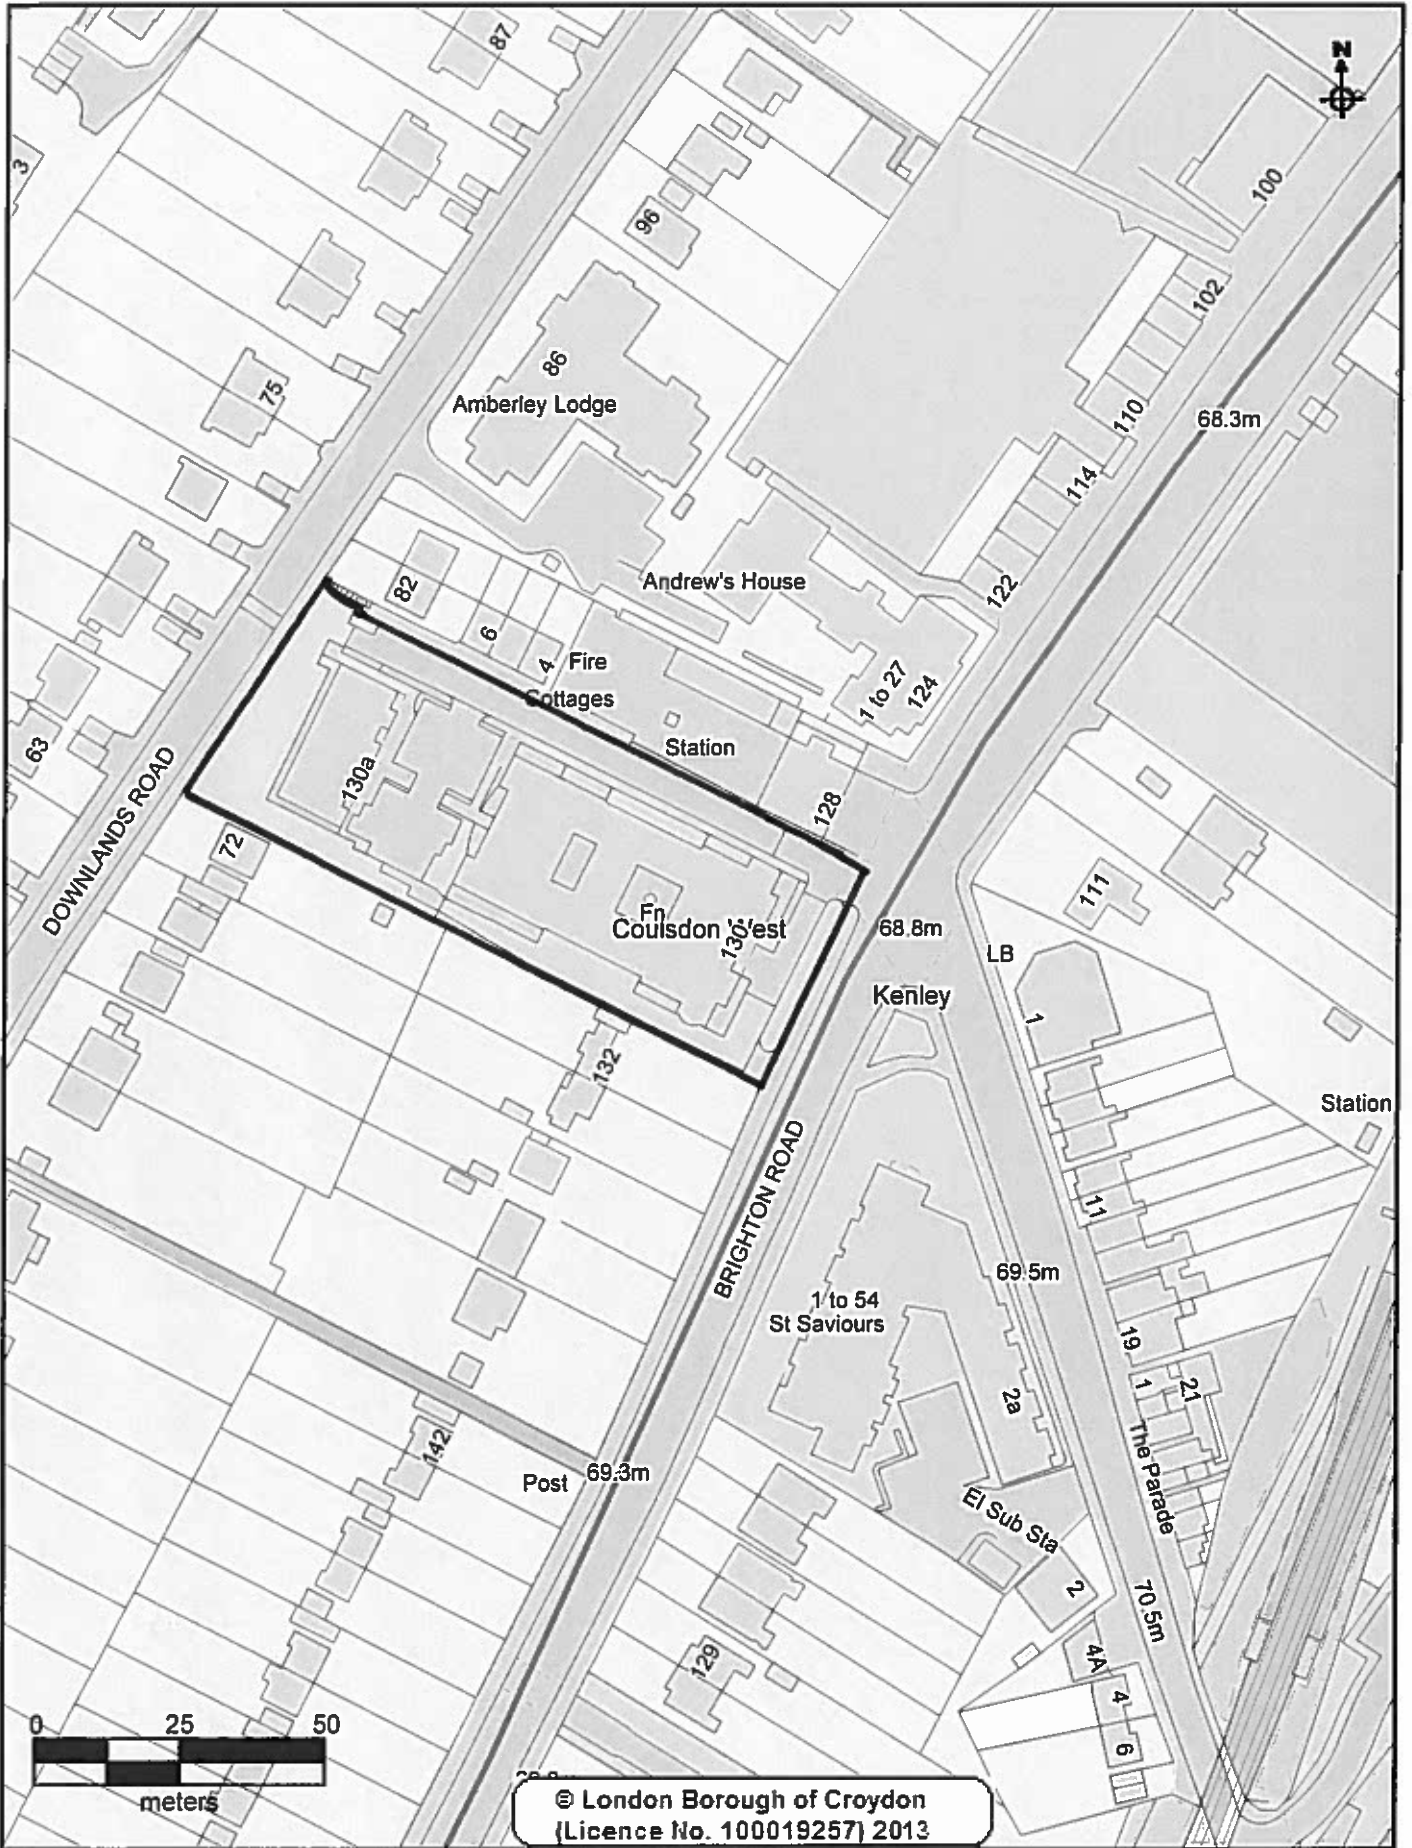 87
N
3
100
96
102
86
75
Amberley Lodge
110
68.3m
114
82
Andrew's House
122
6
4
Fire
Cottages
1 to 27
124
63
Station
130a
128
DOWNLANDS ROAD
72
111
Fn
Coulsdon West
130
68.8m
LB
Kenley
1
132
Station
BRIGHTON ROAD
11
69.5m
1 to 54
St Saviours
19
1
21
2a
The Parade
142
Post
69.3m
El Sub Sta
2
70.5m
129
4A
4
6
0 25 50
meters
© London Borough of Croydon
(Licence No. 100019257) 2013